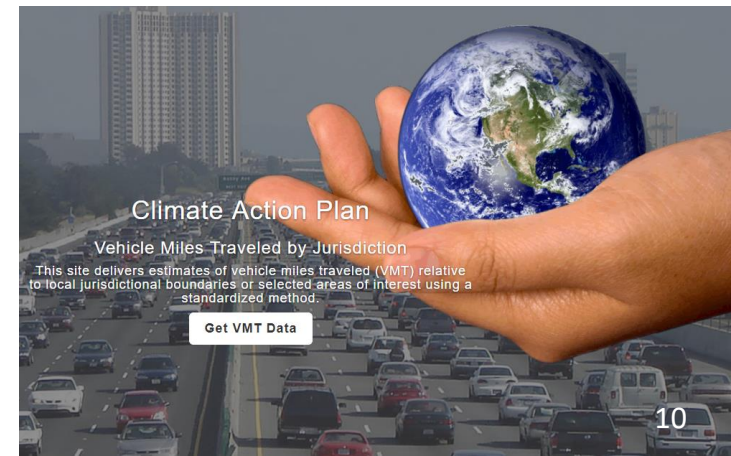 Climate Action Plan
Vehicle Miles Traveled by Jurisdiction
This site delivers estimates of vehicle miles traveled (VMT) relative
to local jurisdictional boundaries or selected areas of interest using a
standardized method.
Get VMT Data
10